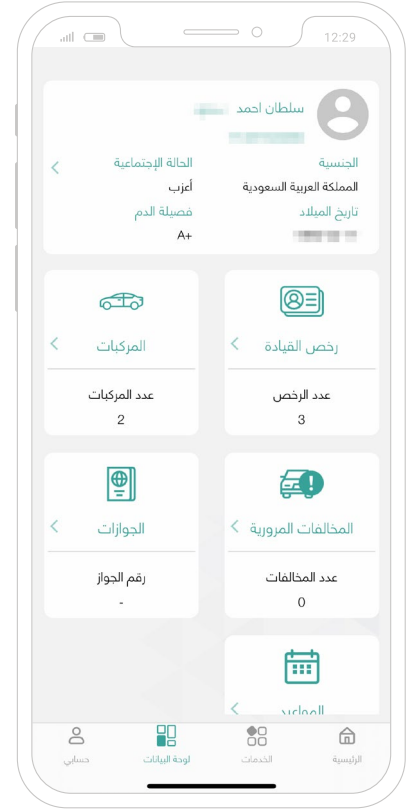 12:29
سلطان احمد
الجنسية
المملكة العربية السعودية
الحالة الإجتماعية
أعزب
تاريخ الميلاد
فصيلة الدم
A+
رخص القيادة
عدد الرخص
3
المركبات
عدد المركبات
2
المخالفات المرورية
عدد المخالفات
0
الجوازات
رقم الجواز
-
المواعيد
الرئيسية
الخدمات
لوحة البيانات
حسابي